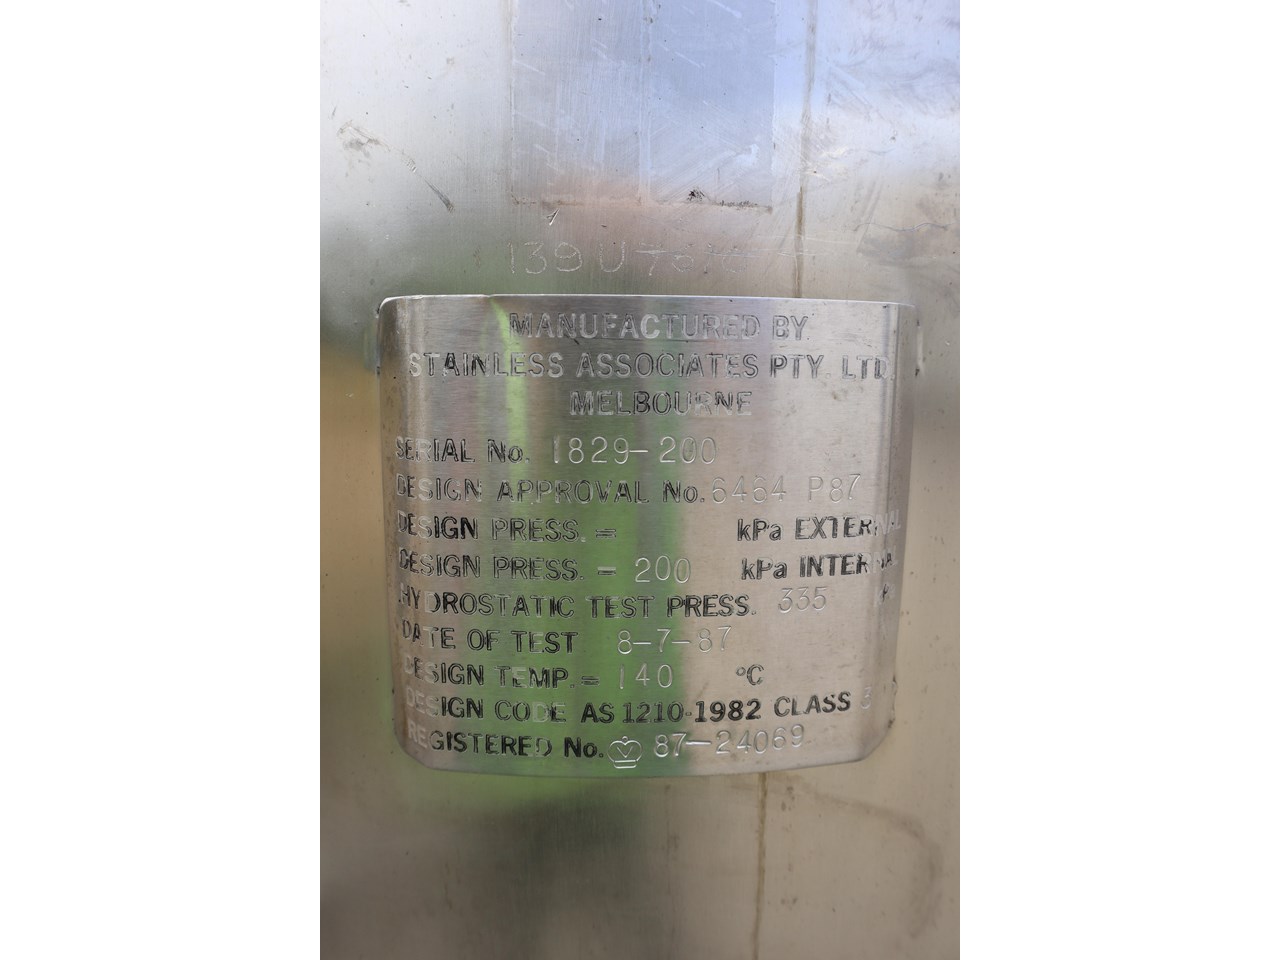 MANUFACTURED BY
STAINLESS ASSOCIATES PTY. LTD.
MELBOURNE
SERIAL No. 1829-200
DESIGN APPROVAL No. 6464 P87
DESIGN PRESS. = kPa EXTERNAL
DESIGN PRESS. = 200 kPa INTERNAL
HYDROSTATIC TEST PRESS. 335
DATE OF TEST 8-7-87
DESIGN TEMP. = 140 °C
DESIGN CODE AS 1210-1982 CLASS 3
REGISTERED No. 87-24069